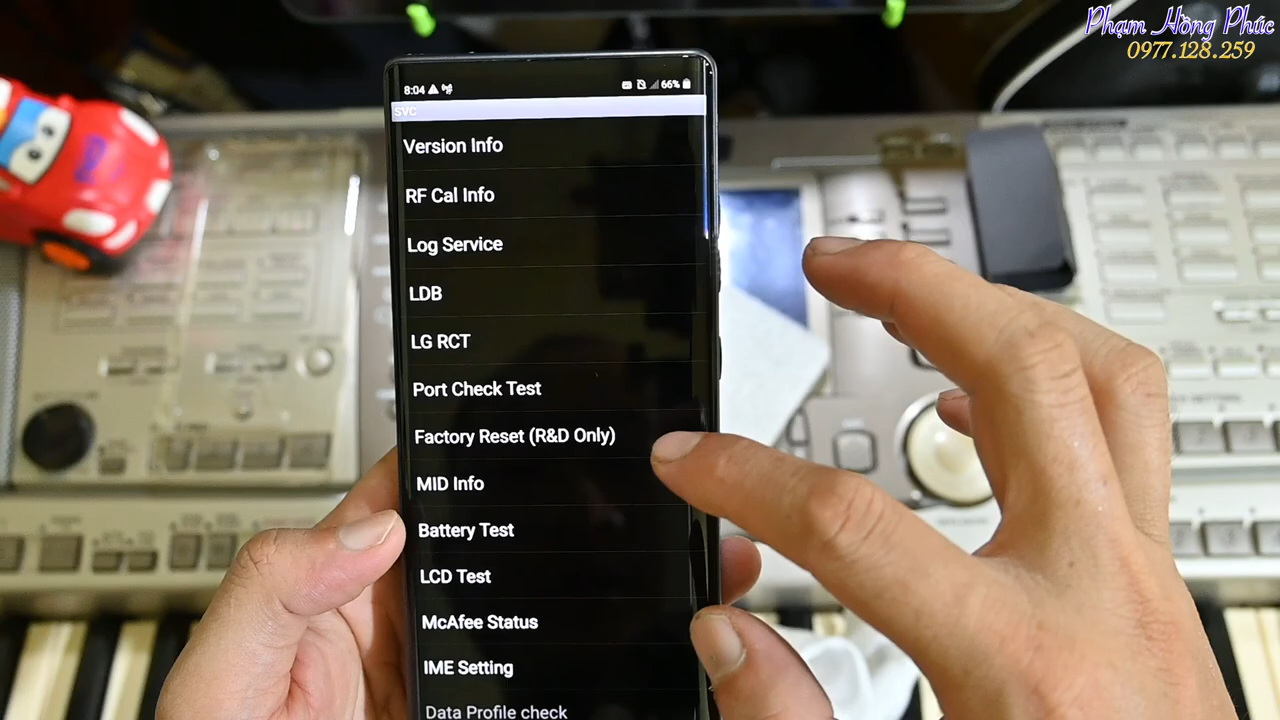 Phạm Hồng Phúc
0977.128.259
8:04
66%
SVC
Version Info
RF Cal Info
Log Service
LDB
LG RCT
Port Check Test
Factory Reset (R&D Only)
MID Info
Battery Test
LCD Test
McAfee Status
IME Setting
Data Profile check